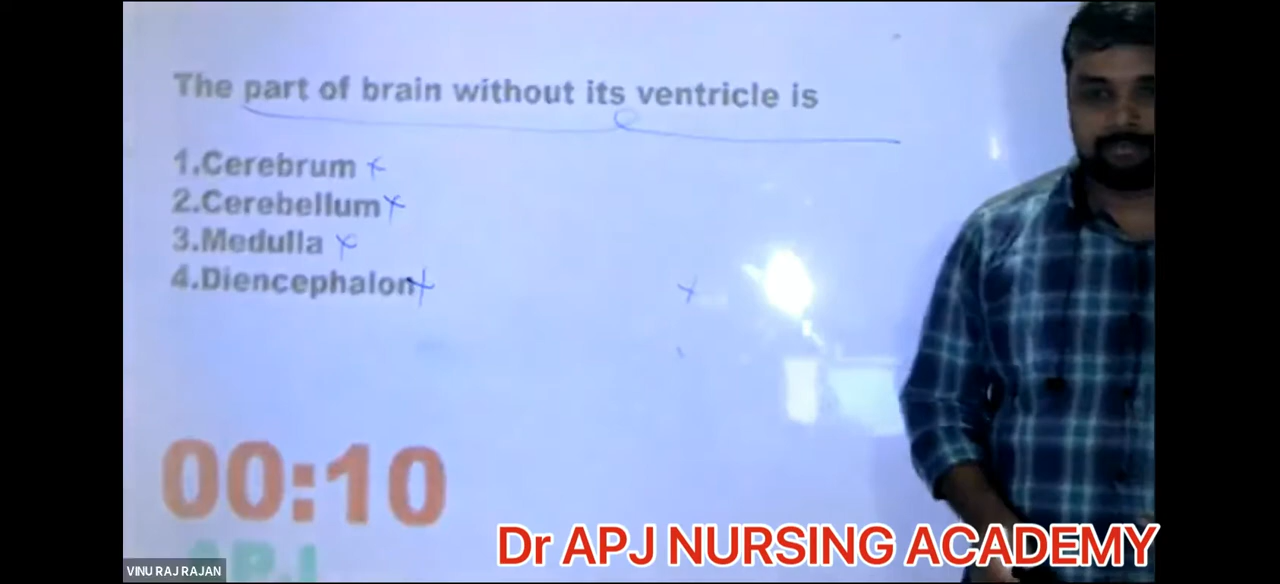 The part of brain without its ventricle is
1.Cerebrum ×
2.Cerebellum ×
3.Medulla ×
4.Diencephalon ×
×
00:10
APJ
Dr APJ NURSING ACADEMY
VINU RAJ RAJAN